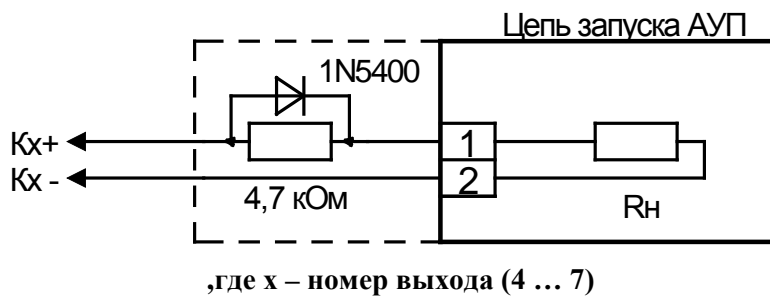 Цепь запуска АУП
1N5400
Кх+
1
Кх -
2
4,7 кОм
Rн
,где х – номер выхода (4 … 7)